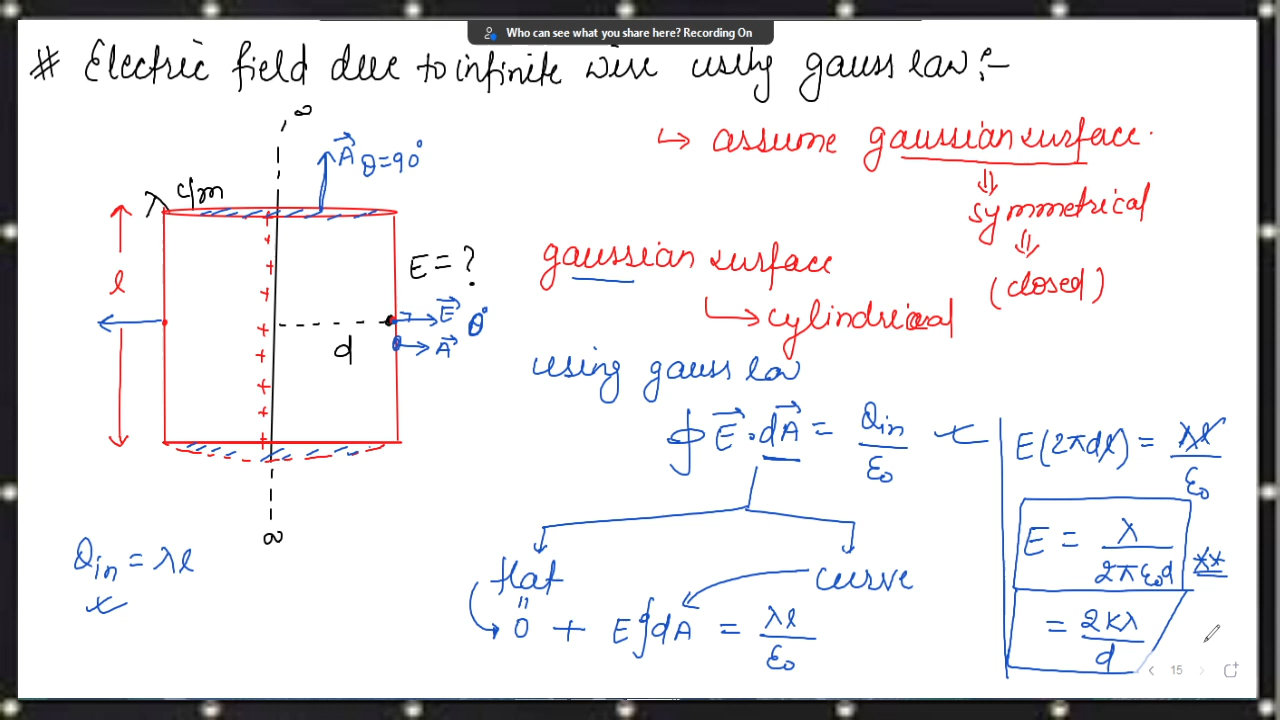 Who can see what you share here? Recording On
# Electric field due to infinite wire using gauss law:-
↳ assume gaussian surface.
⇓
symmetrical
⇓
(closed)
∞
A⃗ θ=90°
λ c/m
l
E = ?
E⃗ 0°
A⃗
d
∞
Qin = λl
gaussian surface
↳ cylindrical
using gauss law
∮ E⃗ . dA⃗ = Qin/ε₀
flat curve
"
0 + E∮dA = λl/ε₀
E(2πdl) = λl/ε₀
E = λ/2πε₀d **
= 2Kλ/d
15